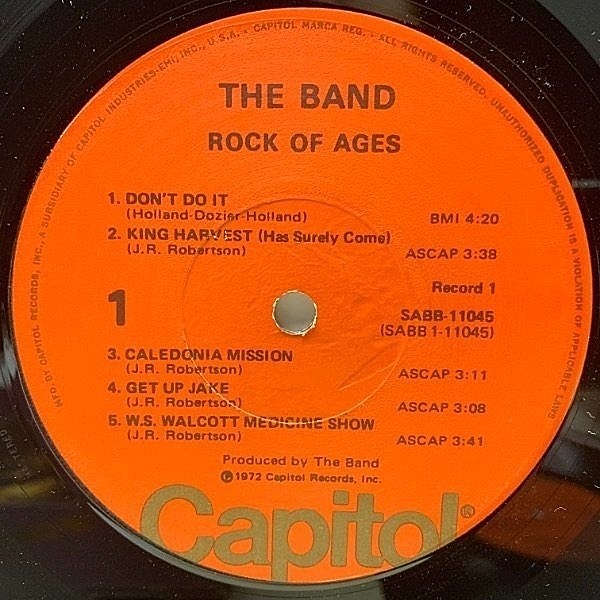 MFD BY CAPITOL RECORDS, INC., A SUBSIDIARY OF CAPITOL INDUSTRIES-EMI, INC., U.S.A. • CAPITOL MARCA REG. • ALL RIGHTS RESERVED. UNAUTHORIZED DUPLICATION IS A VIOLATION OF APPLICABLE LAWS
THE BAND
ROCK OF AGES
1. DON'T DO IT
(Holland-Dozier-Holland) BMI 4:20
2. KING HARVEST (Has Surely Come)
(J.R. Robertson) ASCAP 3:38
Record 1
1 SABB-11045
(SABB 1-11045)
3. CALEDONIA MISSION
(J.R. Robertson) ASCAP 3:11
4. GET UP JAKE
(J.R. Robertson) ASCAP 3:08
5. W.S. WALCOTT MEDICINE SHOW
(J.R. Robertson) ASCAP 3:41
Produced by The Band
Ⓟ1972 Capitol Records, Inc.
Capitol®